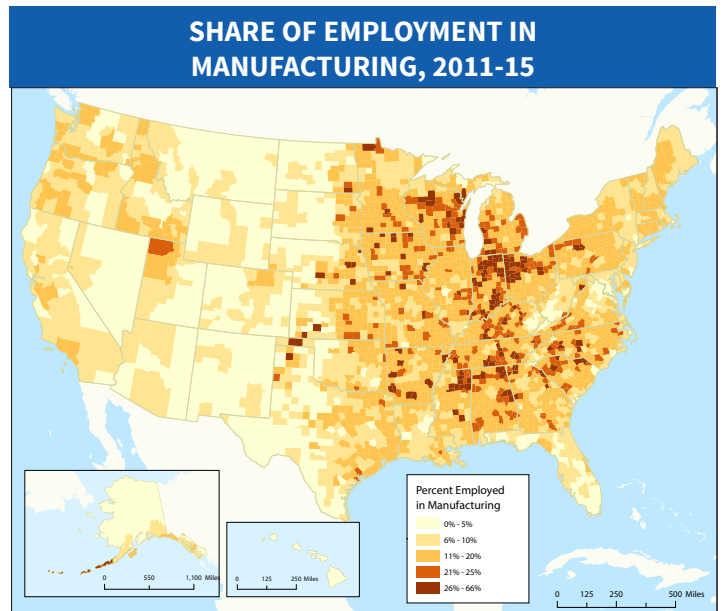 SHARE OF EMPLOYMENT IN
MANUFACTURING, 2011-15
Percent Employed
in Manufacturing
0% - 5%
6% - 10%
11% - 20%
21% - 25%
26% - 66%
0 550 1,100 Miles
0 125 250 Miles
0 125 250 500 Miles